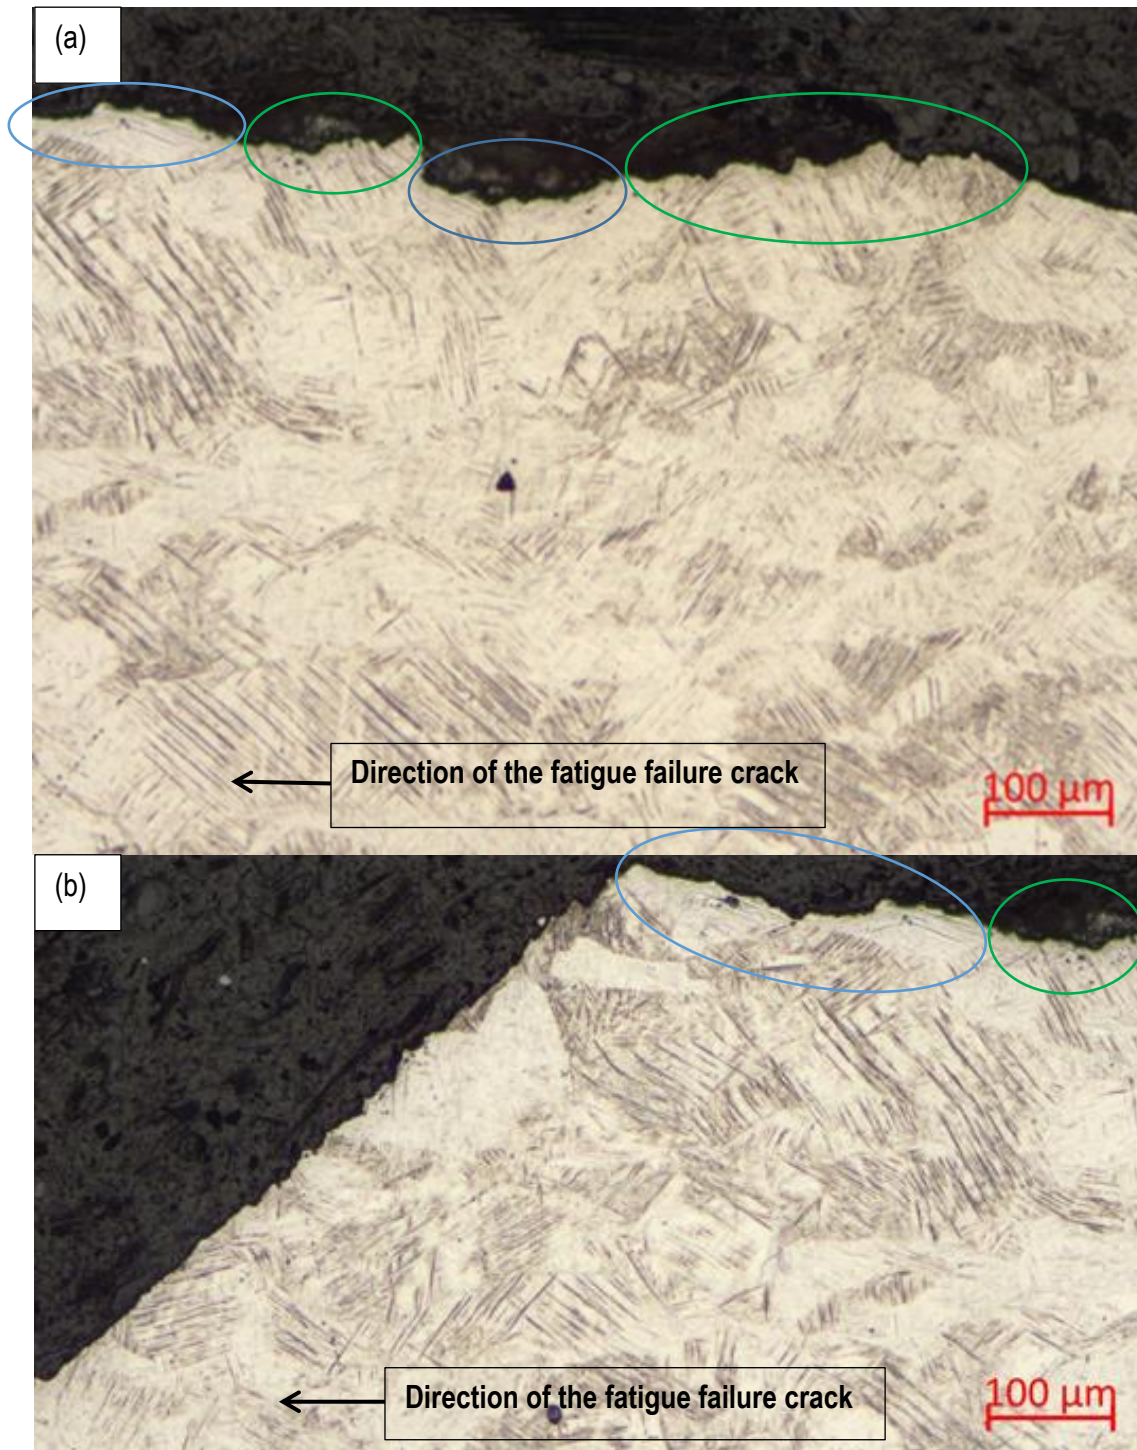 (a)
Direction of the fatigue failure crack
100 µm
(b)
Direction of the fatigue failure crack
100 µm